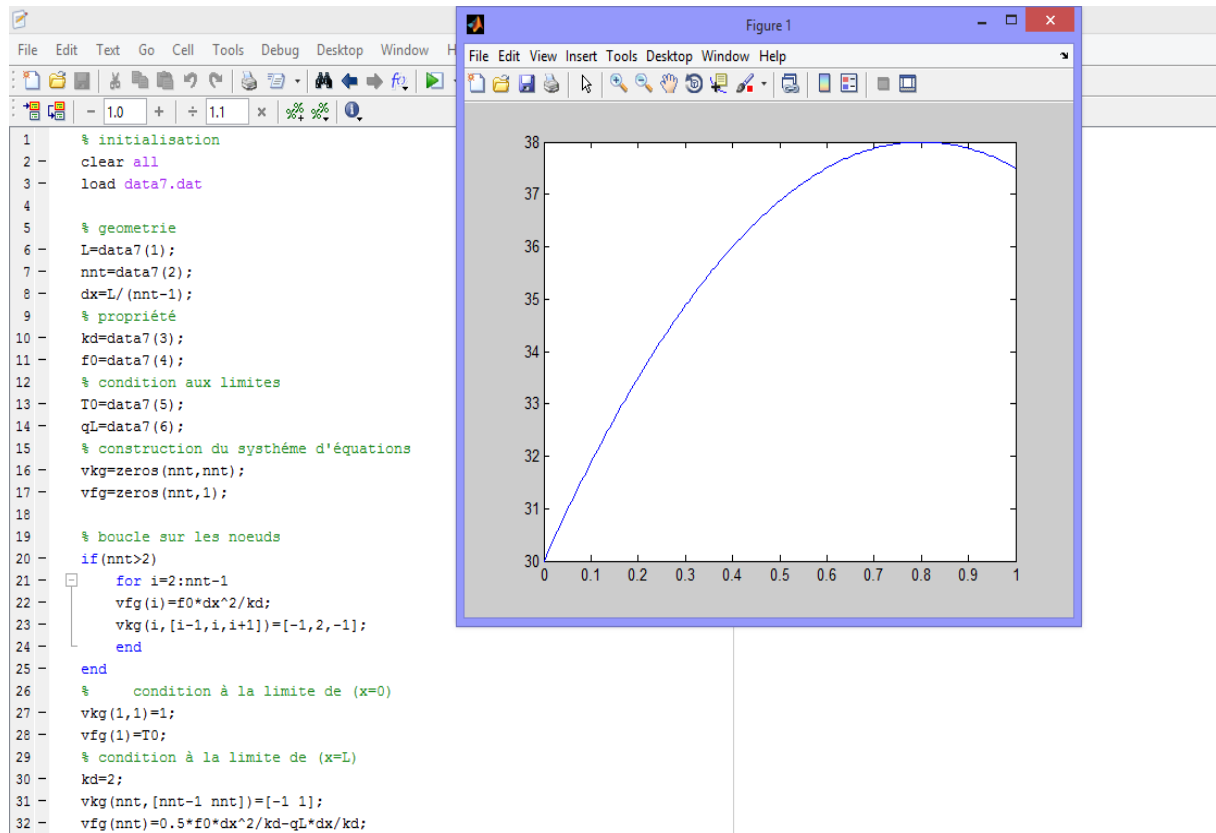 File Edit Text Go Cell Tools Debug Desktop Window H
1.0
1.1
1 % initialisation
2 clear all
3 load data7.dat
4
5 % geometrie
6 L=data7(1);
7 nnt=data7(2);
8 dx=L/(nnt-1);
9 % propriété
10 kd=data7(3);
11 f0=data7(4);
12 % condition aux limites
13 T0=data7(5);
14 qL=data7(6);
15 % construction du systhéme d'équations
16 vkg=zeros(nnt,nnt);
17 vfg=zeros(nnt,1);
18
19 % boucle sur les noeuds
20 if(nnt>2)
21 for i=2:nnt-1
22 vfg(i)=f0*dx^2/kd;
23 vkg(i,[i-1,i,i+1])=[-1,2,-1];
24 end
25 end
26 % condition à la limite de (x=0)
27 vkg(1,1)=1;
28 vfg(1)=T0;
29 % condition à la limite de (x=L)
30 kd=2;
31 vkg(nnt,[nnt-1 nnt])=[-1 1];
32 vfg(nnt)=0.5*f0*dx^2/kd-qL*dx/kd;
Figure 1
File Edit View Insert Tools Desktop Window Help
38
37
36
35
34
33
32
31
30
0 0.1 0.2 0.3 0.4 0.5 0.6 0.7 0.8 0.9 1